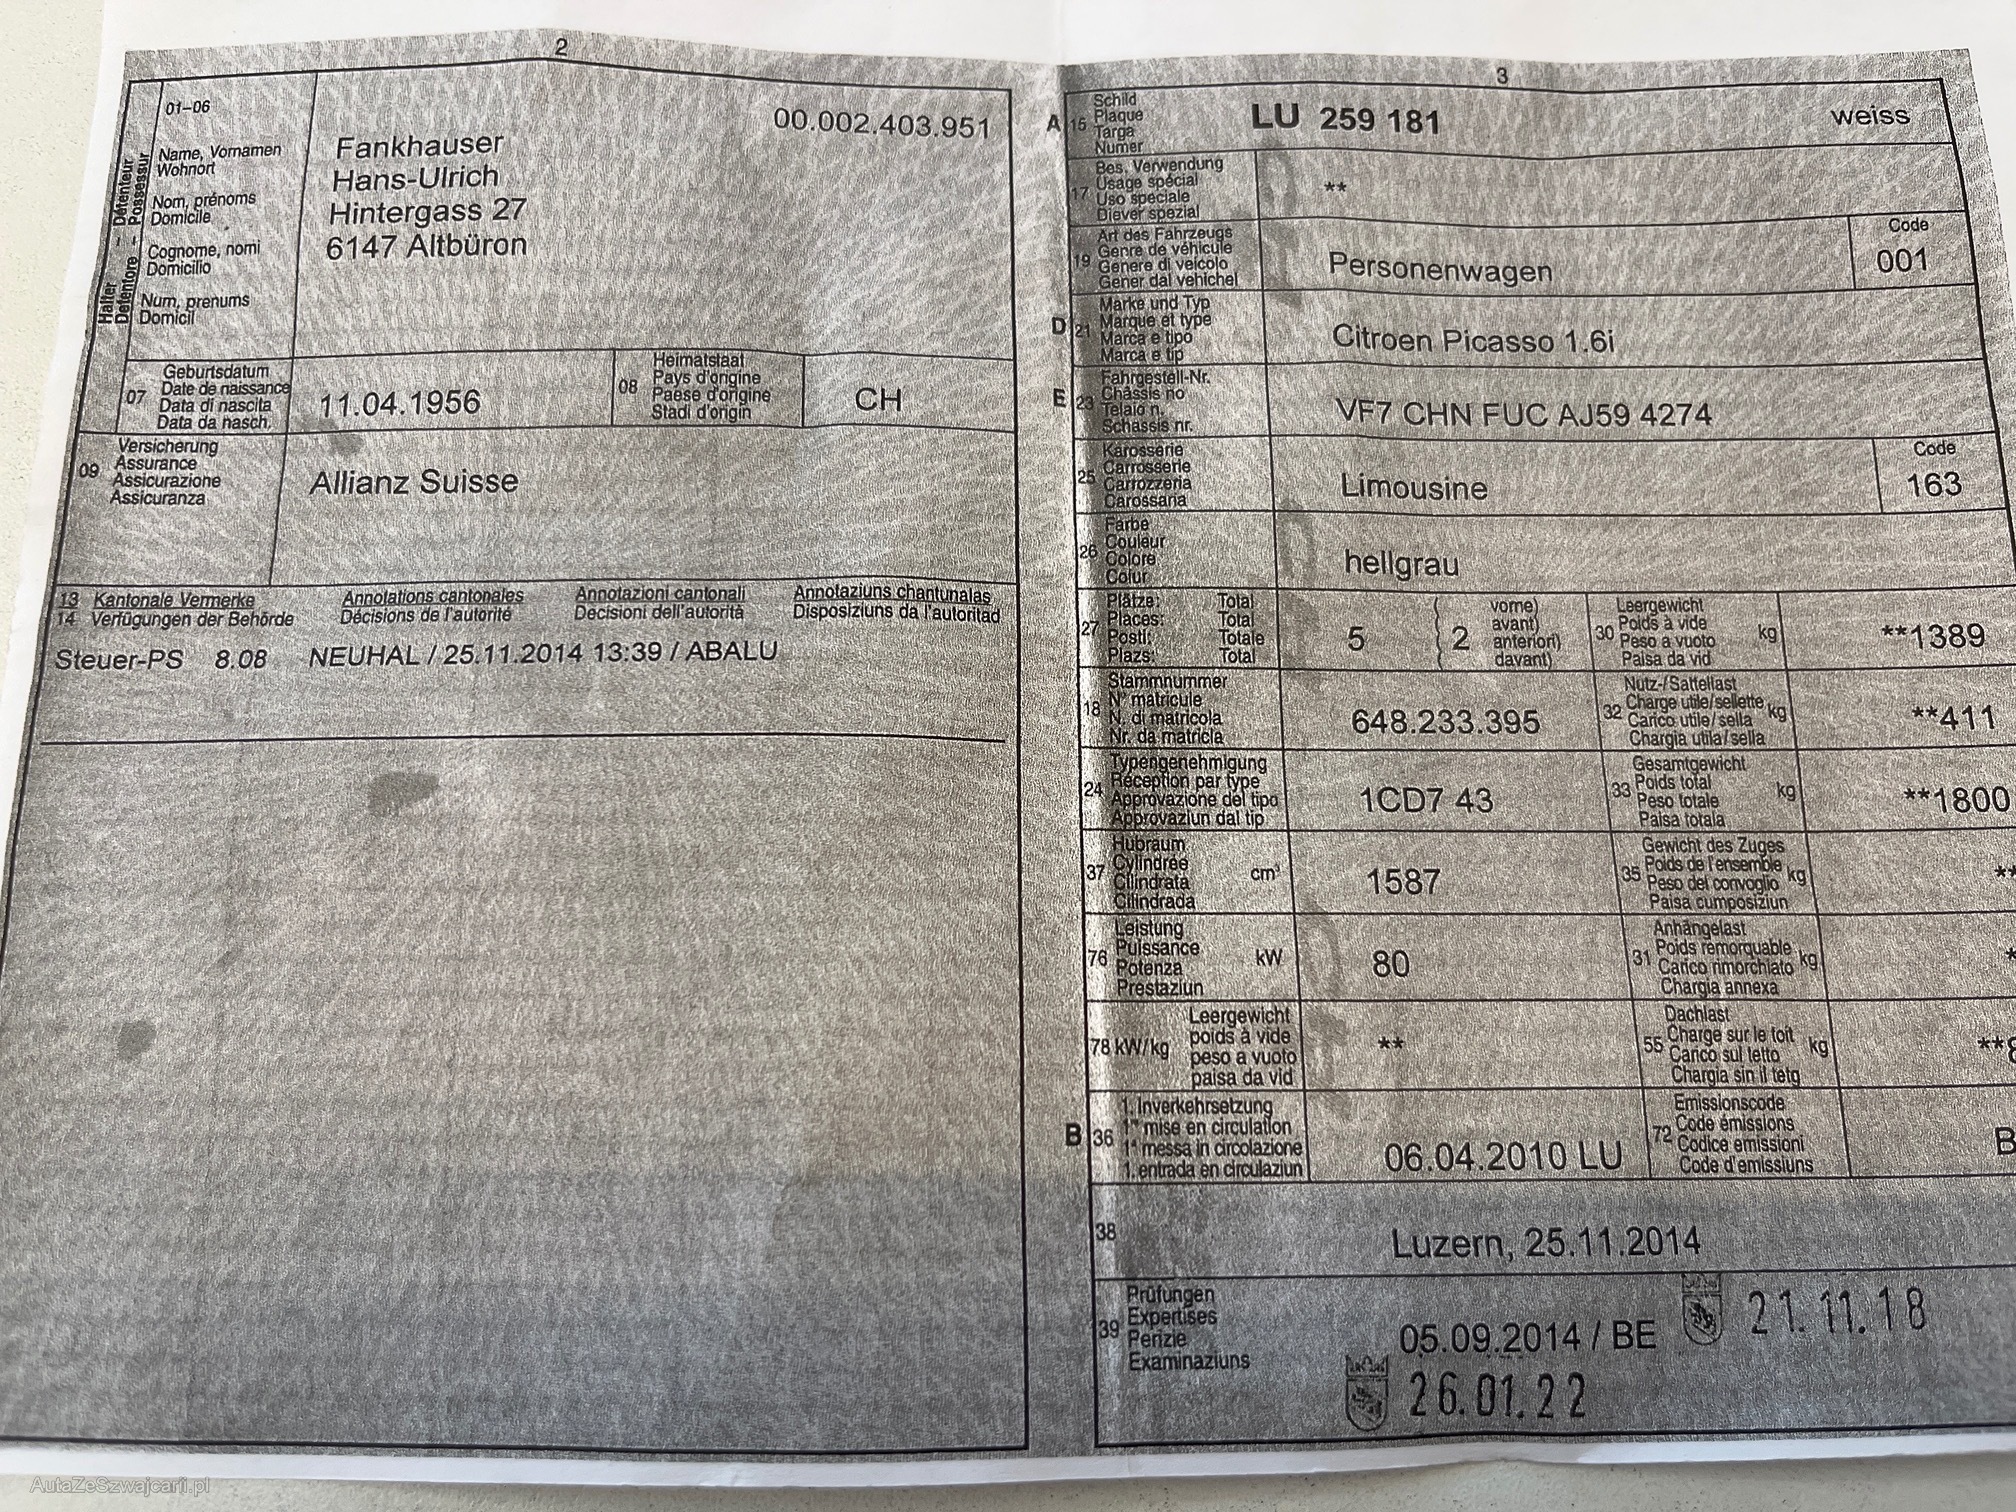 2
01-06
00.002.403.951
Halter - Détenteur
Detentore - Possessur
Name, Vornamen
Wohnort
Nom, prénoms
Domicile
Cognome, nomi
Domicilio
Num, prenums
Domicil
Fankhauser
Hans-Ulrich
Hintergass 27
6147 Altbüron
07
Geburtsdatum
Date de naissance
Data di nascita
Data da nasch.
11.04.1956
08
Heimatstaat
Pays d'origine
Paese d'origine
Stadi d'origin
CH
09
Versicherung
Assurance
Assicurazione
Assicuranza
Allianz Suisse
13 Kantonale Vermerke Annotations cantonales Annotazioni cantonali Annotaziuns chantunalas
14 Verfügungen der Behörde Décisions de l'autorité Decisioni dell'autorità Disposiziuns da l'autoritad
Steuer-PS 8.08 NEUHAL / 25.11.2014 13:39 / ABALU
3
A 15
Schild
Plaque
Targa
Numer
LU 259 181 weiss
17
Bes. Verwendung
Usage spécial
Uso speciale
Diever spezial
**
19
Art des Fahrzeugs
Genre de véhicule
Genere di veicolo
Gener dal vehichel
Personenwagen
Code
001
D 21
Marke und Typ
Marque et type
Marca e tipo
Marca e tip
Citroen Picasso 1.6i
E 23
Fahrgestell-Nr.
Châssis no
Telaio n.
Schassis nr.
VF7 CHN FUC AJ59 4274
25
Karosserie
Carrosserie
Carrozzeria
Carossaria
Limousine
Code
163
26
Farbe
Couleur
Colore
Colur
hellgrau
27
Plätze: Total
Places: Total
Posti: Totale
Plazs: Total
5 2
vorne)
avant)
anteriori)
davant)
30
Leergewicht
Poids à vide
Peso a vuoto
Paisa da vid
kg
**1389
18
Stammnummer
N° matricule
N. di matricola
Nr. da matricla
648.233.395
32
Nutz-/Sattellast
Charge utile/sellette
Carico utile/sella
Chargia utila/sella
kg
**411
24
Typengenehmigung
Réception par type
Approvazione del tipo
Approvaziun dal tip
1CD7 43
33
Gesamtgewicht
Poids total
Peso totale
Paisa totala
kg
**1800
37
Hubraum
Cylindrée
Cilindrata
Cilindrada
cm³
1587
35
Gewicht des Zuges
Poids de l'ensemble
Peso del convoglio
Paisa cumposiziun
kg
**
76
Leistung
Puissance
Potenza
Prestaziun
kW
80
31
Anhängelast
Poids remorquable
Carico rimorchiato
Chargia annexa
kg
*
78 kW/kg
Leergewicht
poids à vide
peso a vuoto
paisa da vid
**
55
Dachlast
Charge sur le toit
Carico sul tetto
Chargia sin il tetg
kg
**
B 36
1. Inverkehrsetzung
1re mise en circulation
1a messa in circolazione
1. entrada en circulaziun
06.04.2010 LU
72
Emissionscode
Code émissions
Codice emissioni
Code d'emissiuns
B
38
Luzern, 25.11.2014
39
Prüfungen
Expertises
Perizie
Examinaziuns
05.09.2014 / BE
21.11.18
26.01.22
AutaZeSzwajcarii.pl